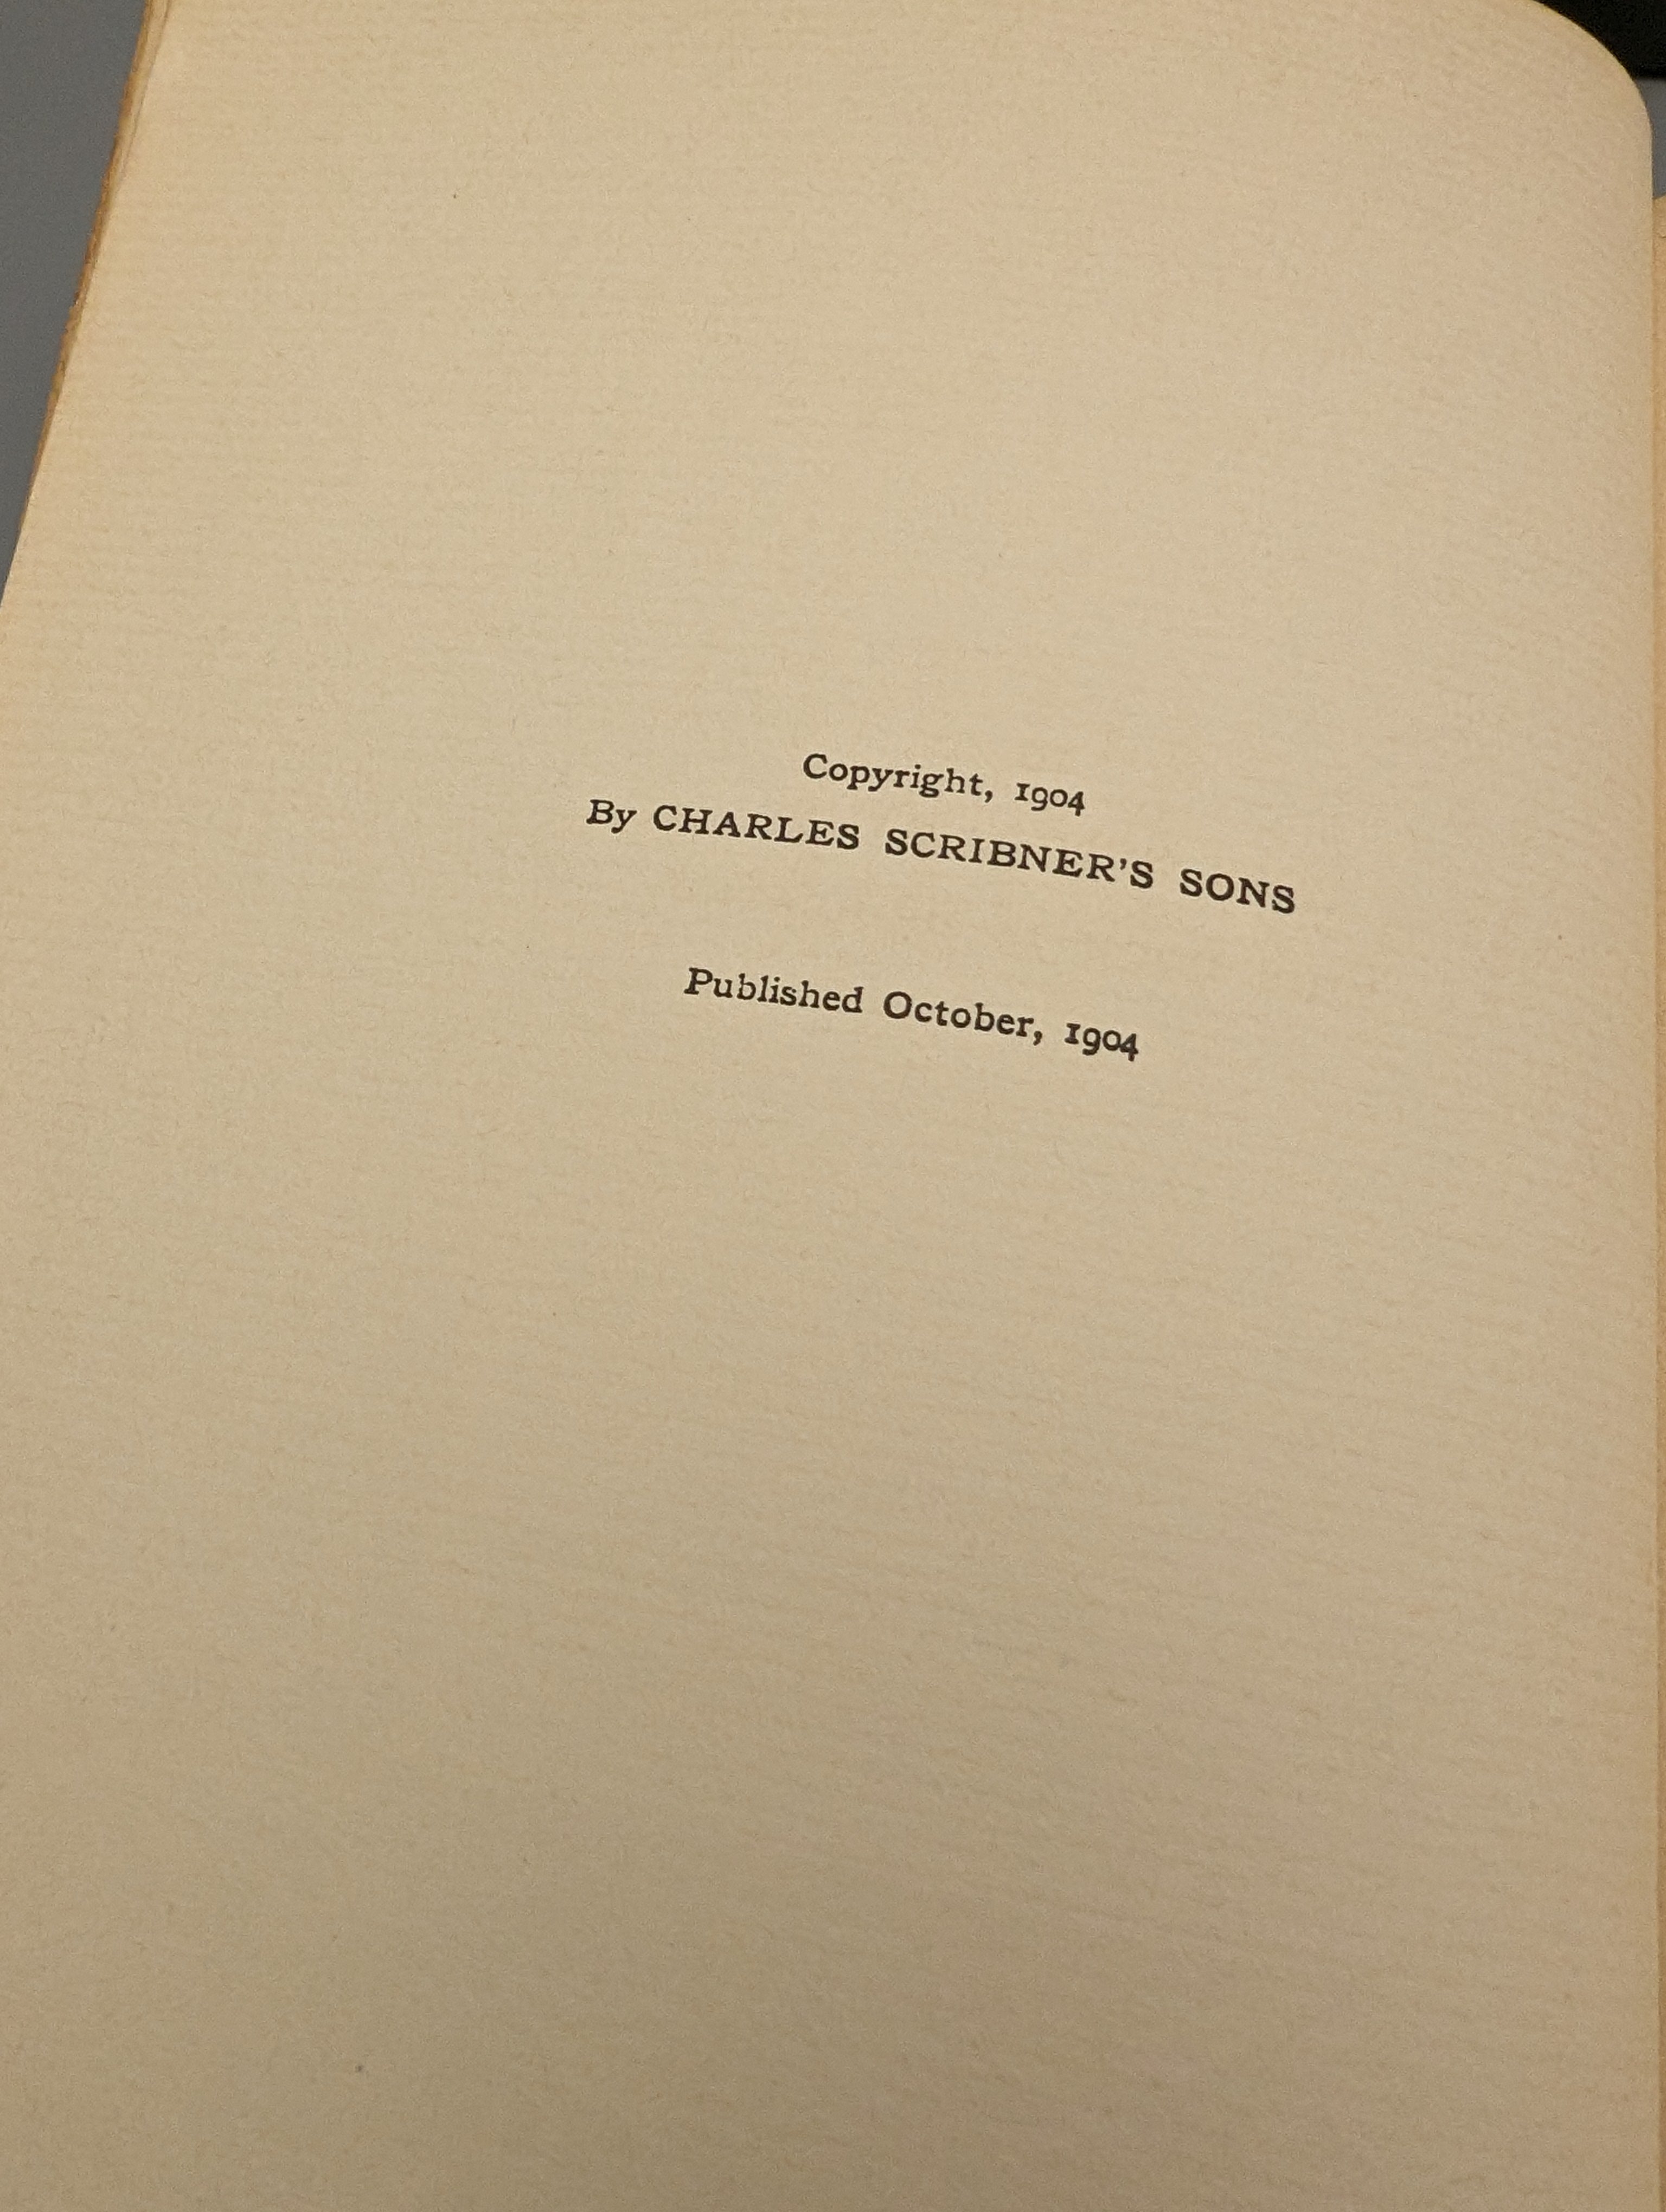 Copyright, 1904
By CHARLES SCRIBNER'S SONS
Published October, 1904